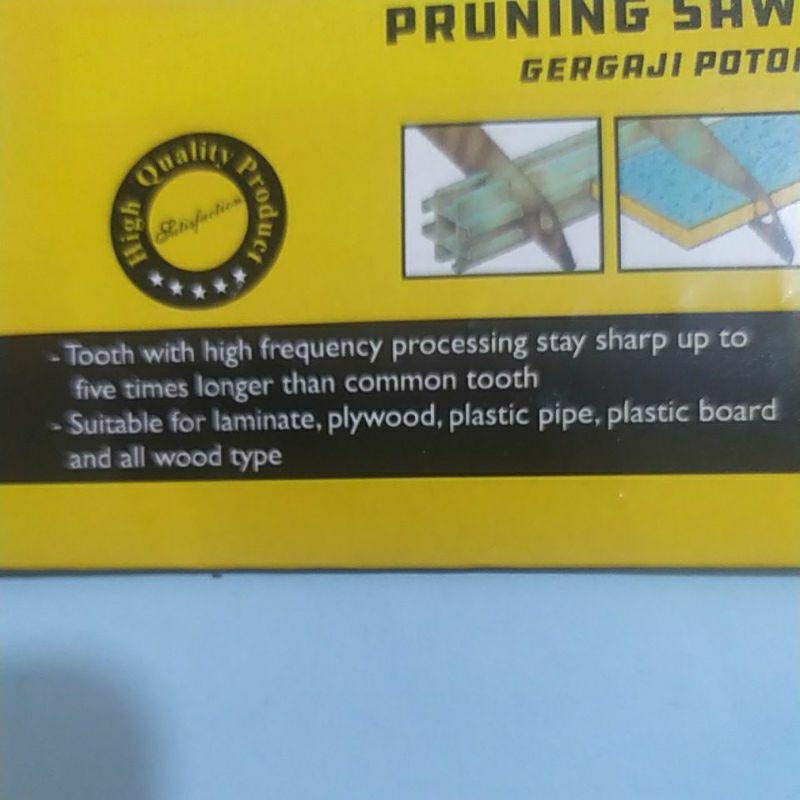 PRUNING SAW
GERGAJI
High Quality Product
Satisfaction
- Tooth with high frequency processing stay sharp up to
five times longer than common tooth
- Suitable for laminate, plywood, plastic pipe, plastic board
and all wood type